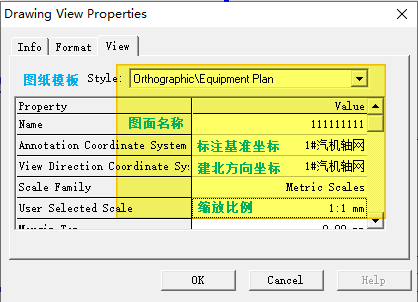 Drawing View Properties
Info Format View
图纸模板 Style: Orthographic\Equipment Plan
Property Value
Name 图面名称 111111111
Annotation Coordinate System 标注基准坐标 1#汽机轴网
View Direction Coordinate Sy 建北方向坐标 1#汽机轴网
Scale Family Metric Scales
User Selected Scale 缩放比例 1:1 mm
OK Cancel Help